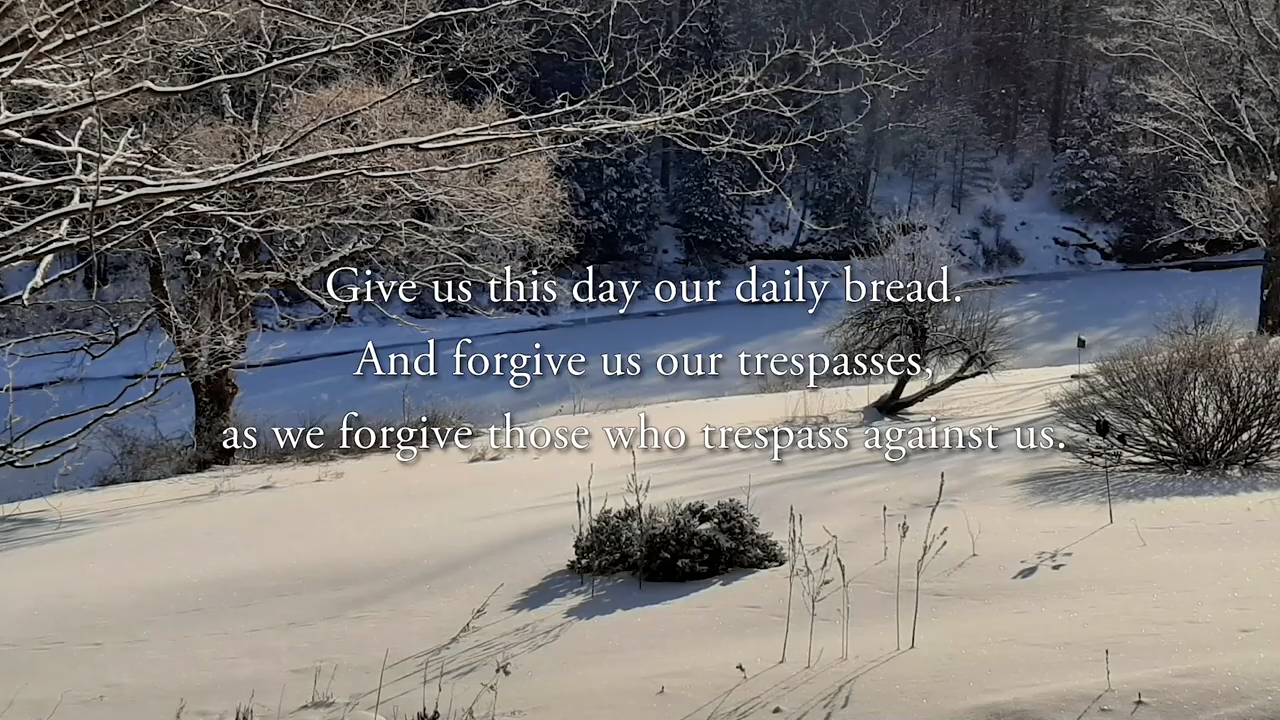 Give us this day our daily bread.
And forgive us our trespasses,
as we forgive those who trespass against us.